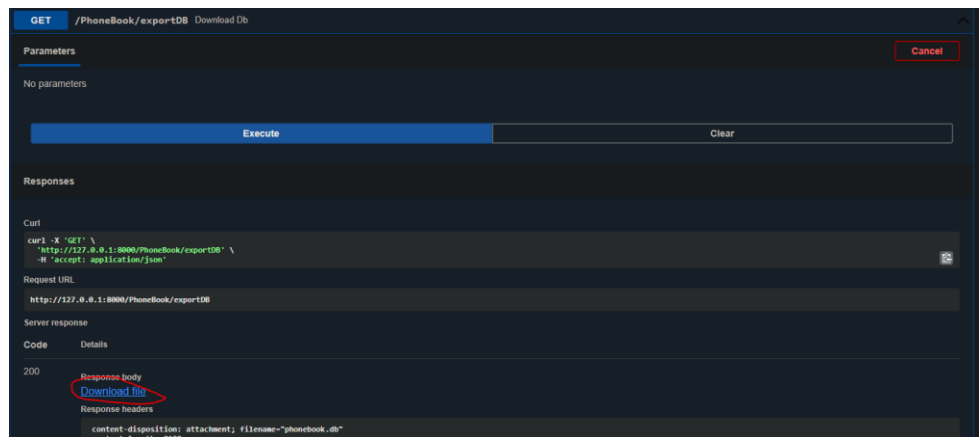 GET /PhoneBook/exportDB Download Db
Parameters Cancel
No parameters
Execute Clear
Responses
Curl
curl -X 'GET' \
'http://127.0.0.1:8000/PhoneBook/exportDB' \
-H 'accept: application/json'
Request URL
http://127.0.0.1:8000/PhoneBook/exportDB
Server response
Code Details
200
Response body
Download file
Response headers
content-disposition: attachment; filename="phonebook.db"